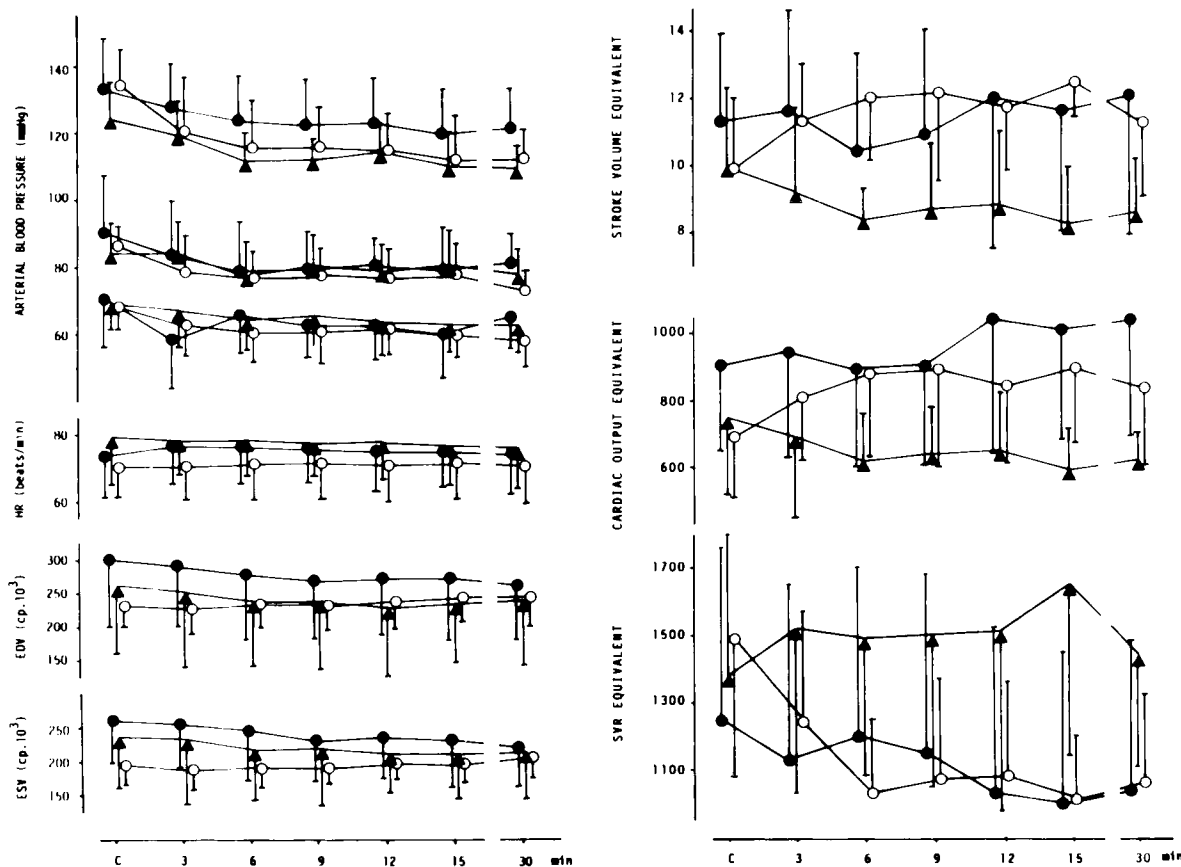 ARTERIAL BLOOD PRESSURE (mmHg)
140
120
100
80
60
HR (beats/min)
80
60
EDV (cp.10³)
300
250
200
150
ESV (cp.10³)
250
200
150
C 3 6 9 12 15 30 min
STROKE VOLUME EQUIVALENT
14
12
10
8
CARDIAC OUTPUT EQUIVALENT
1000
800
600
SVR EQUIVALENT
1700
1500
1300
1100
C 3 6 9 12 15 30 min